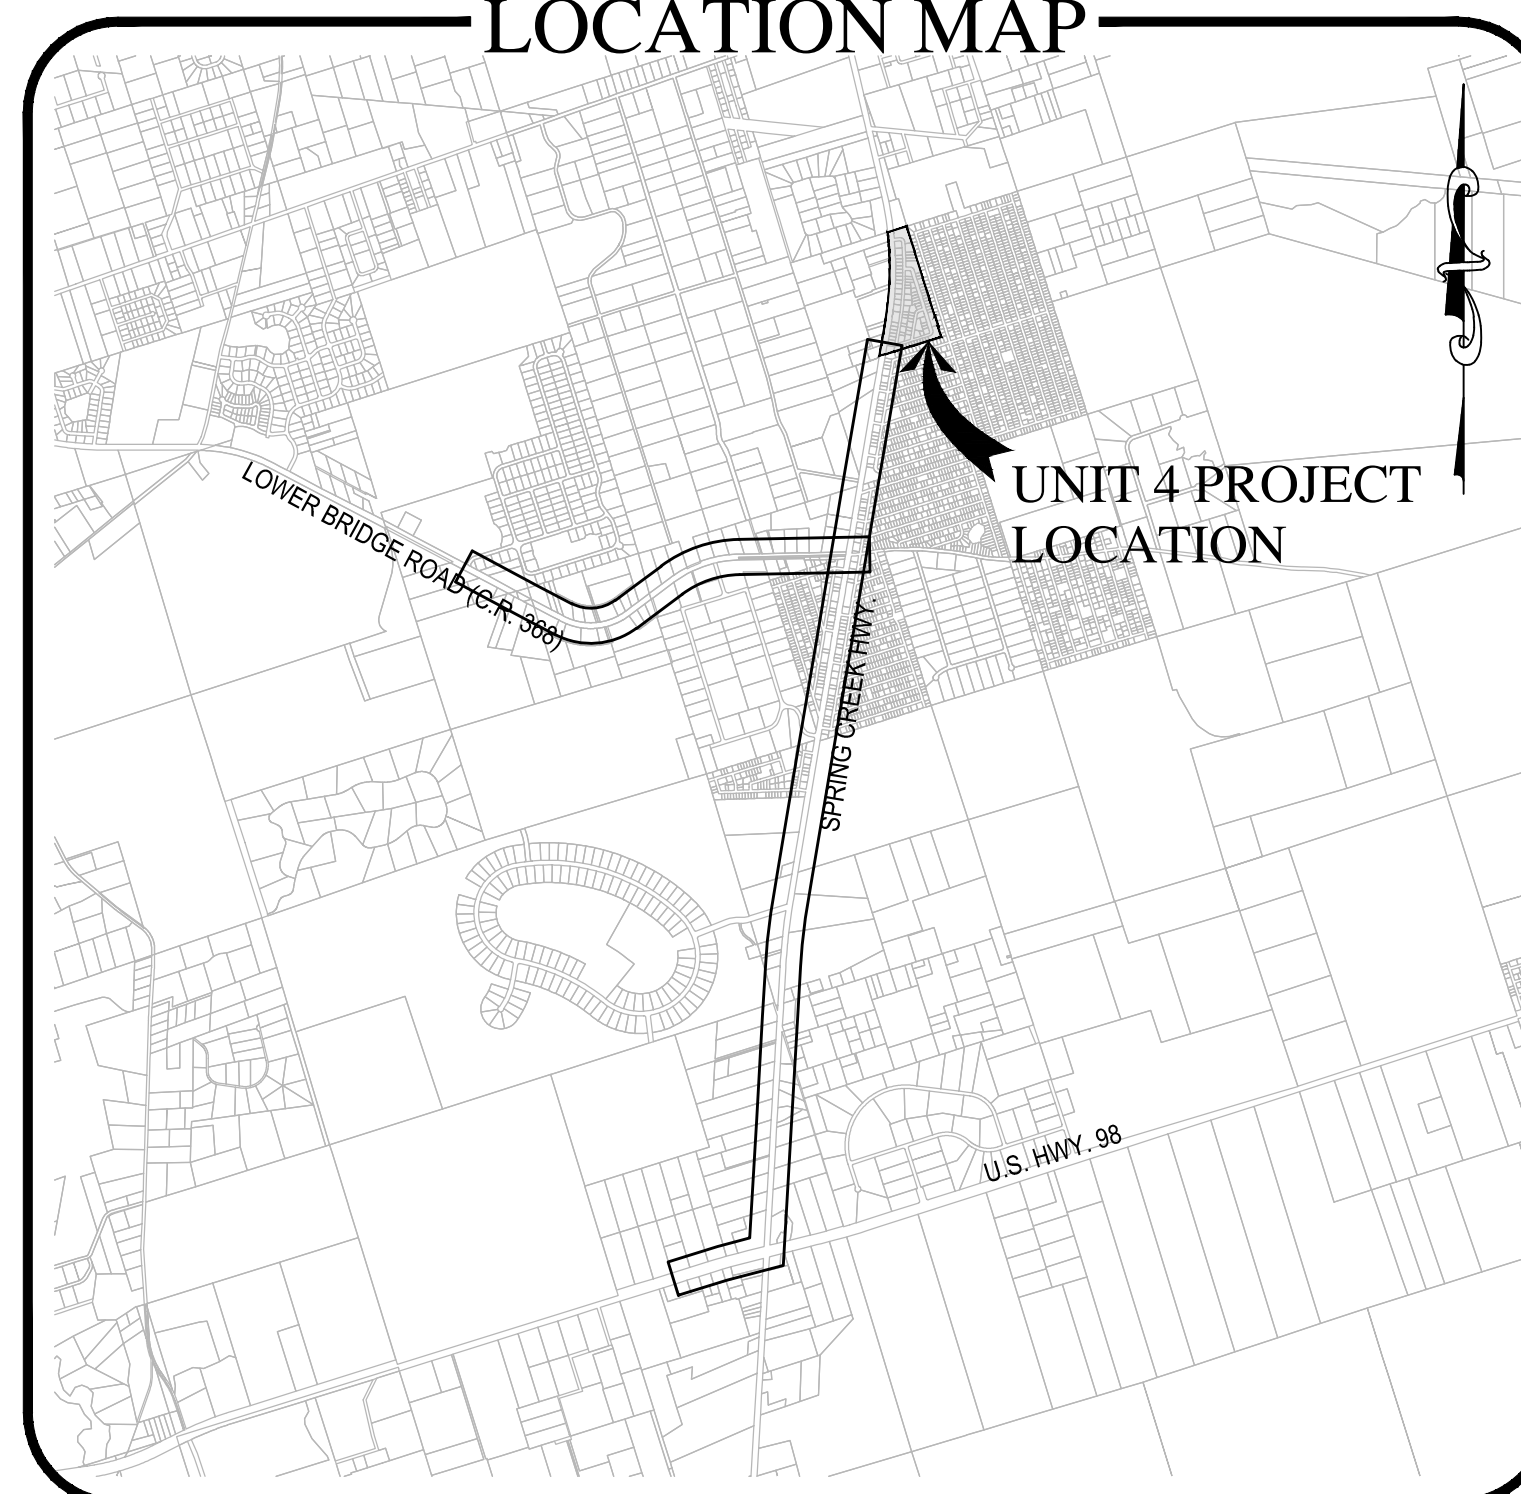 LOCATION MAP
UNIT 4 PROJECT
LOCATION
LOWER BRIDGE ROAD (C.R. 368)
SPRING CREEK HWY.
U.S. HWY. 98